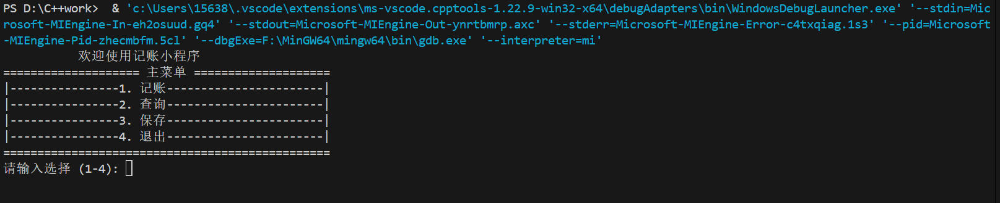 PS D:\C++work>  & 'c:\Users\15638\.vscode\extensions\ms-vscode.cpptools-1.22.9-win32-x64\debugAdapters\bin\WindowsDebugLauncher.exe' '--stdin=Mic
rosoft-MIEngine-In-eh2osuud.gq4' '--stdout=Microsoft-MIEngine-Out-ynrtbmrp.axc' '--stderr=Microsoft-MIEngine-Error-c4txqiag.1s3' '--pid=Microsoft
-MIEngine-Pid-zhecmbfm.5cl' '--dbgExe=F:\MinGW64\mingw64\bin\gdb.exe' '--interpreter=mi'
欢迎使用记账小程序
==================== 主菜单 ====================
|----------------1. 记账-----------------------|
|----------------2. 查询-----------------------|
|----------------3. 保存-----------------------|
|----------------4. 退出-----------------------|
================================================
请输入选择 (1-4):